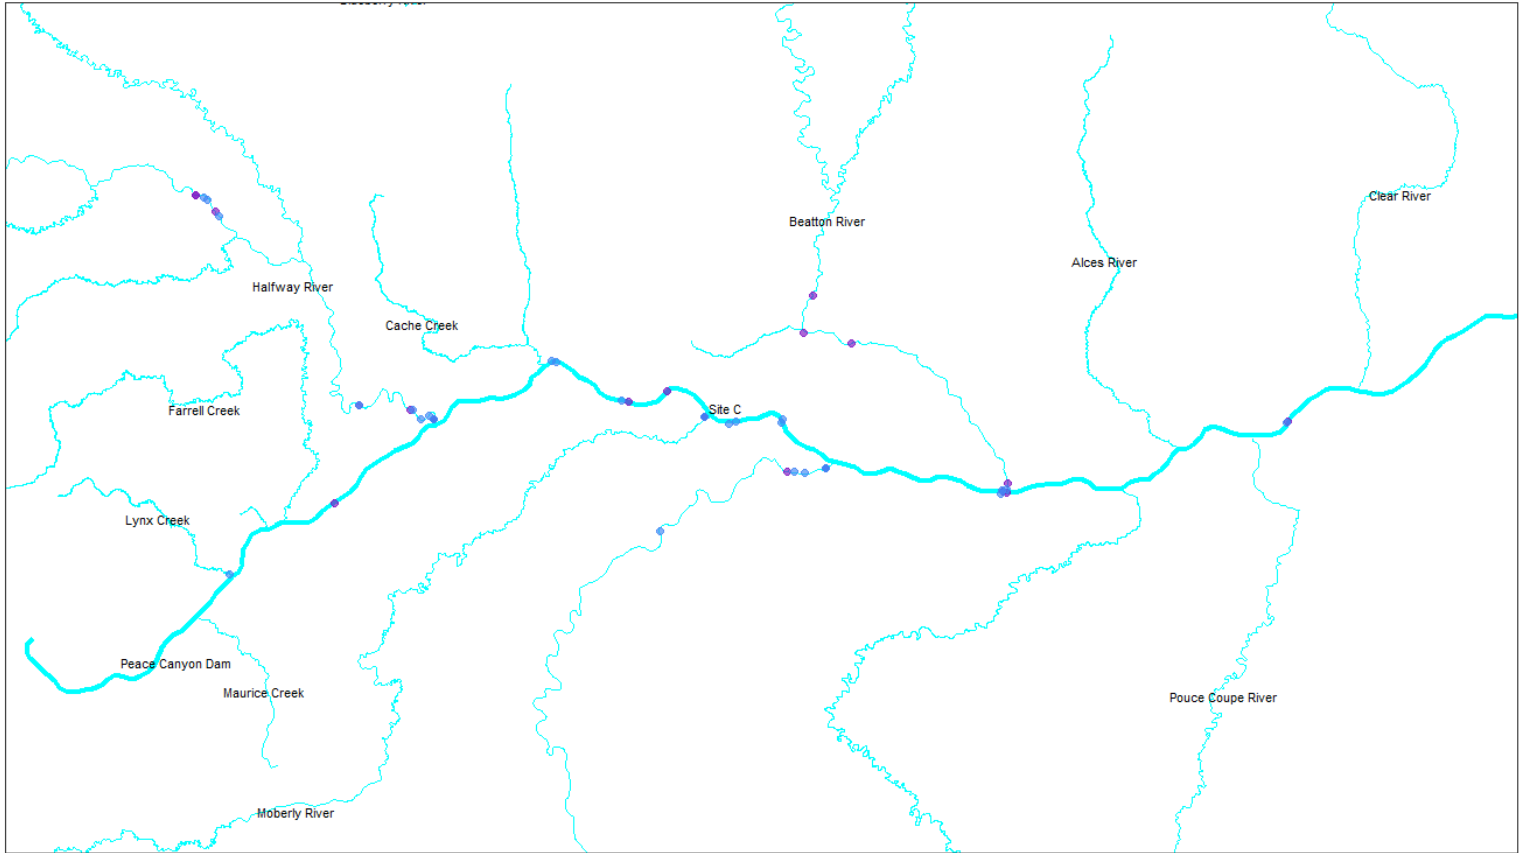 Clear River
Beatton River
Alces River
Halfway River
Cache Creek
Farrell Creek
Site C
Lynx Creek
Peace Canyon Dam
Maurice Creek
Pouce Coupe River
Moberly River